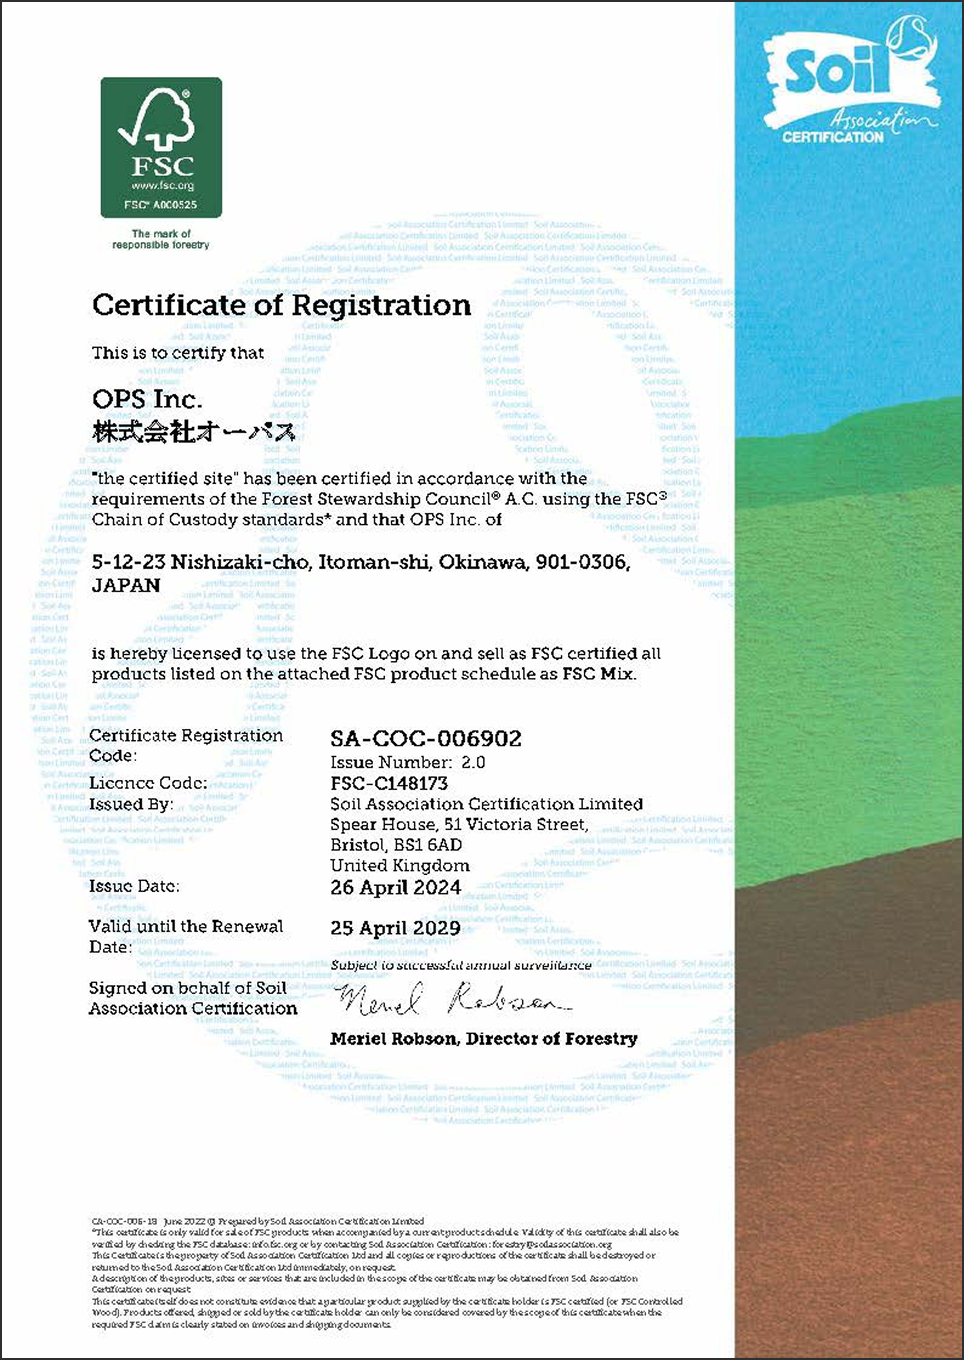 Soil
Association
CERTIFICATION
FSC
www.fsc.org
FSC® A000525
The mark of
responsible forestry
Certificate of Registration
This is to certify that
OPS Inc.
株式会社オーパス
"the certified site" has been certified in accordance with the
requirements of the Forest Stewardship Council® A.C. using the FSC®
Chain of Custody standards* and that OPS Inc. of
5-12-23 Nishizaki-cho, Itoman-shi, Okinawa, 901-0306,
JAPAN
is hereby licensed to use the FSC Logo on and sell as FSC certified all
products listed on the attached FSC product schedule as FSC Mix.
Certificate Registration
Code:
SA-COC-006902
Issue Number: 2.0
Licence Code:
FSC-C148173
Issued By:
Soil Association Certification Limited
Spear House, 51 Victoria Street,
Bristol, BS1 6AD
United Kingdom
Issue Date:
26 April 2024
Valid until the Renewal
Date:
25 April 2029
Subject to successful annual surveillance
Signed on behalf of Soil
Association Certification
Meriel Robson
Meriel Robson, Director of Forestry
CA-COC-006-18 June 2022 © Prepared by Soil Association Certification Limited
*This certificate is only valid for sale of FSC products when accompanied by a current product schedule. Validity of this certificate shall also be
verified by checking the FSC database: info.fsc.org or by contacting Soil Association Certification: forestry@soilassociation.org
This Certificate is the property of Soil Association Certification Ltd and all copies or reproductions of the certificate shall be destroyed or
returned to the Soil Association Certification Ltd immediately, on request.
A description of the products, sites or services that are included in the scope of the certificate may be obtained from Soil Association
Certification on request
This certificate itself does not constitute evidence that a particular product supplied by the certificate holder is FSC certified (or FSC Controlled
Wood). Products offered, shipped or sold by the certificate holder can only be considered covered by the scope of this certificate when the
required FSC claim is clearly stated on invoices and shipping documents.